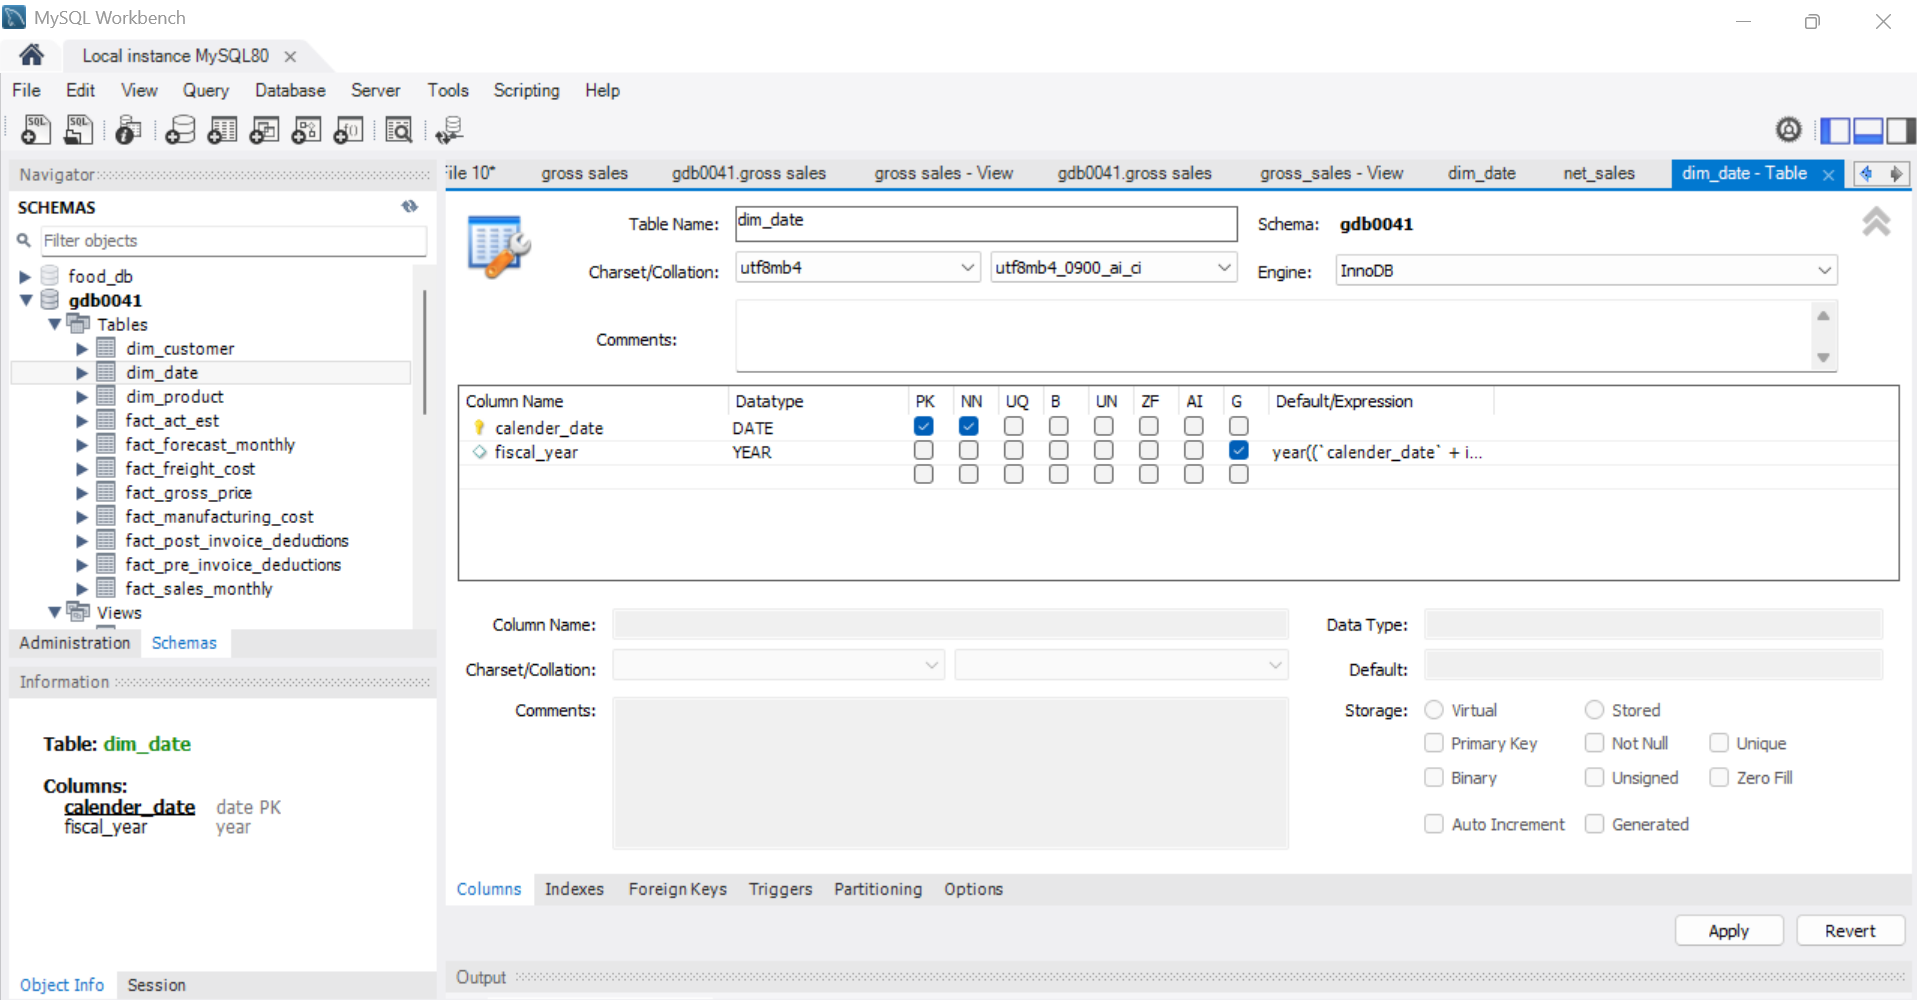 MySQL Workbench
Local instance MySQL80
File Edit View Query Database Server Tools Scripting Help
Navigator
SCHEMAS
Filter objects
food_db
gdb0041
Tables
dim_customer
dim_date
dim_product
fact_act_est
fact_forecast_monthly
fact_freight_cost
fact_gross_price
fact_manufacturing_cost
fact_post_invoice_deductions
fact_pre_invoice_deductions
fact_sales_monthly
Views
Administration Schemas
Information
Table: dim_date
Columns:
calender_date date PK
fiscal_year year
Object Info Session
ile 10* gross sales gdb0041.gross sales gross sales - View gdb0041.gross sales gross_sales - View dim_date net_sales dim_date - Table
Table Name: dim_date Schema: gdb0041
Charset/Collation: utf8mb4 utf8mb4_0900_ai_ci Engine: InnoDB
Comments:
Column Name Datatype PK NN UQ B UN ZF AI G Default/Expression
calender_date DATE
fiscal_year YEAR year((`calender_date` + i...
Column Name: Data Type:
Charset/Collation: Default:
Comments: Storage: Virtual Stored
Primary Key Not Null Unique
Binary Unsigned Zero Fill
Auto Increment Generated
Columns Indexes Foreign Keys Triggers Partitioning Options
Apply Revert
Output